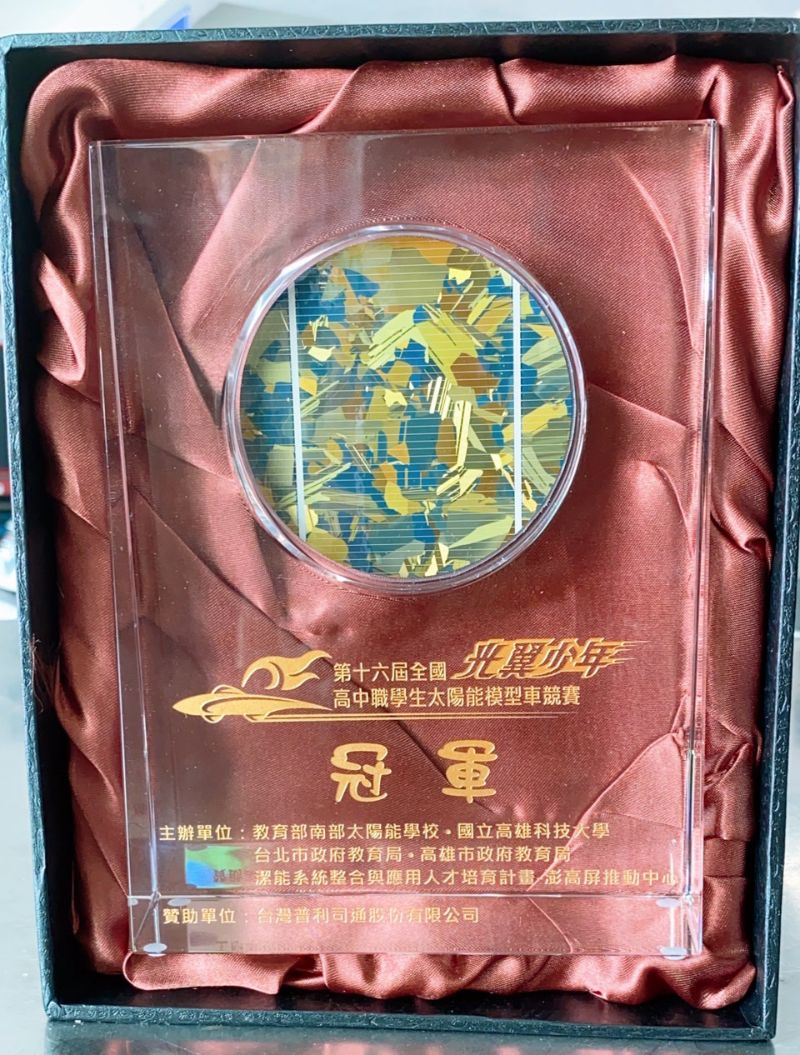 第十六屆全國 光翼少年
高中職學生太陽能模型車競賽
冠軍
主辦單位：教育部南部太陽能學校・國立高雄科技大學
台北市政府教育局・高雄市政府教育局
潔能系統整合與應用人才培育計畫-澎高屏推動中心
贊助單位：台灣普利司通股份有限公司